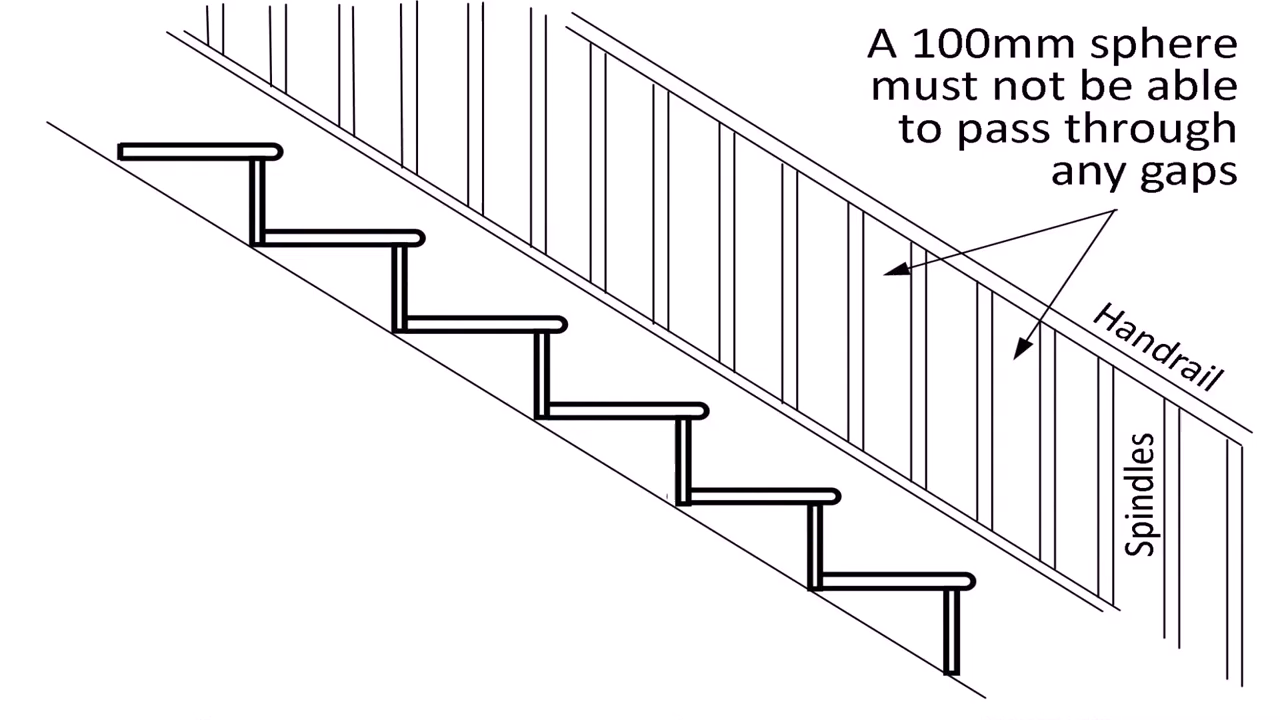 A 100mm sphere
must not be able
to pass through
any gaps
Handrail
Spindles